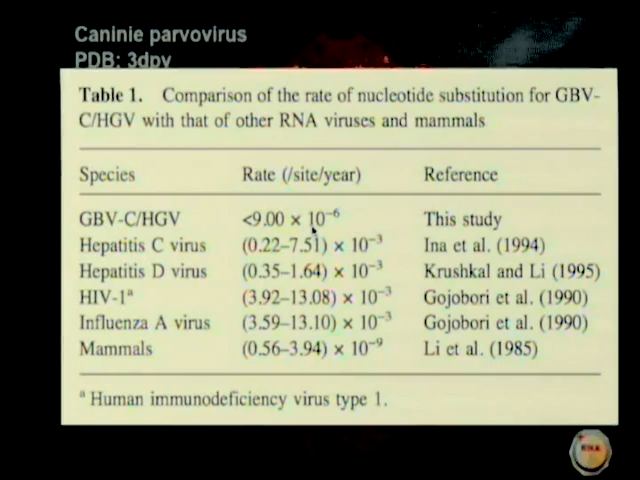 Caninie parvovirus
PDB: 3dpv
Table 1. Comparison of the rate of nucleotide substitution for GBV-
C/HGV with that of other RNA viruses and mammals
Species Rate (/site/year) Reference
GBV-C/HGV <9.00 × 10⁻⁶ This study
Hepatitis C virus (0.22–7.51) × 10⁻³ Ina et al. (1994)
Hepatitis D virus (0.35–1.64) × 10⁻³ Krushkal and Li (1995)
HIV-1ᵃ (3.92–13.08) × 10⁻³ Gojobori et al. (1990)
Influenza A virus (3.59–13.10) × 10⁻³ Gojobori et al. (1990)
Mammals (0.56–3.94) × 10⁻⁹ Li et al. (1985)
ᵃ Human immunodeficiency virus type 1.